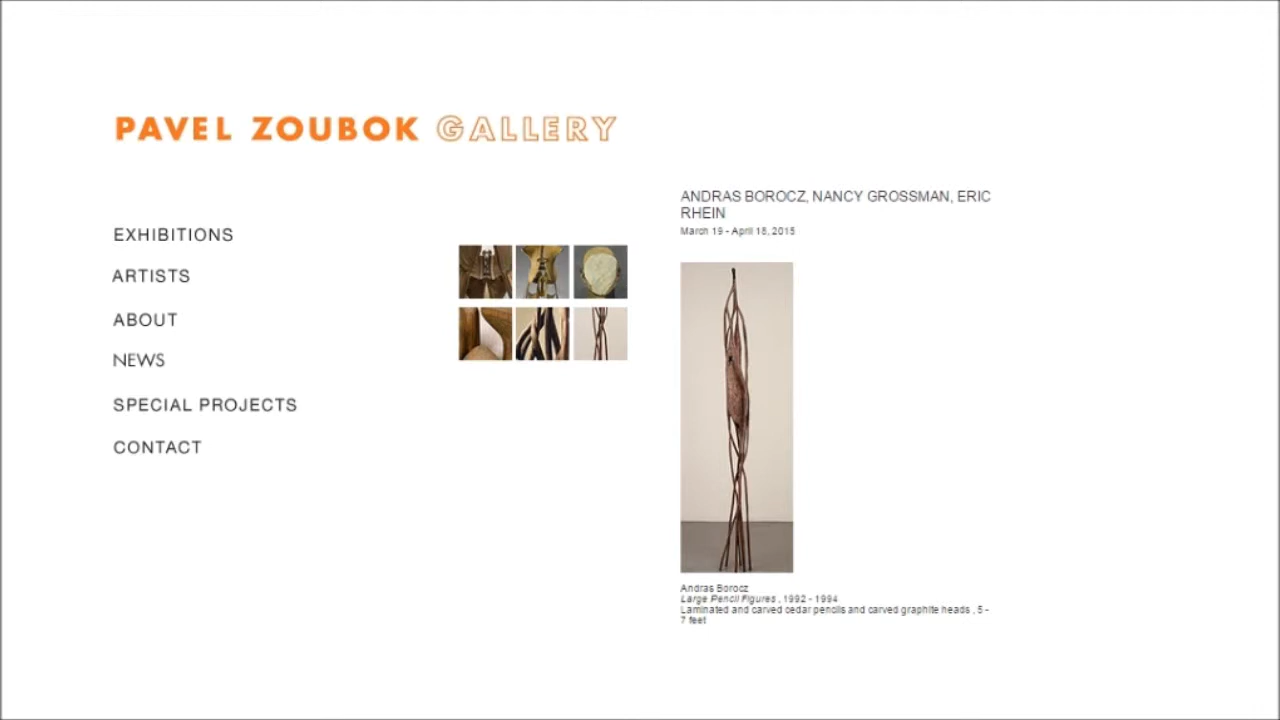 PAVEL ZOUBOK GALLERY
EXHIBITIONS
ARTISTS
ABOUT
NEWS
SPECIAL PROJECTS
CONTACT
ANDRAS BOROCZ, NANCY GROSSMAN, ERIC
RHEIN
March 19 - April 18, 2015
Andras Borocz
Large Pencil Figures , 1992 - 1994
Laminated and carved cedar pencils and carved graphite heads , 5 -
7 feet